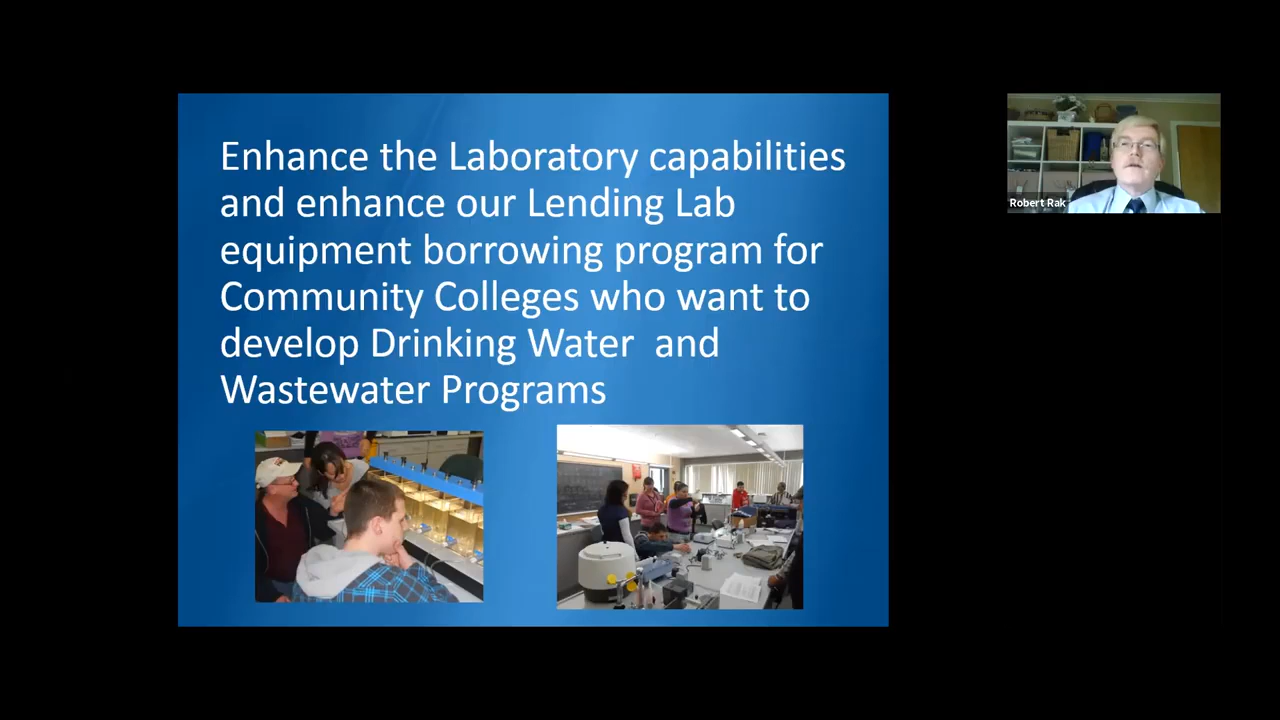 Enhance the Laboratory capabilities
and enhance our Lending Lab
equipment borrowing program for
Community Colleges who want to
develop Drinking Water and
Wastewater Programs
Robert Rak